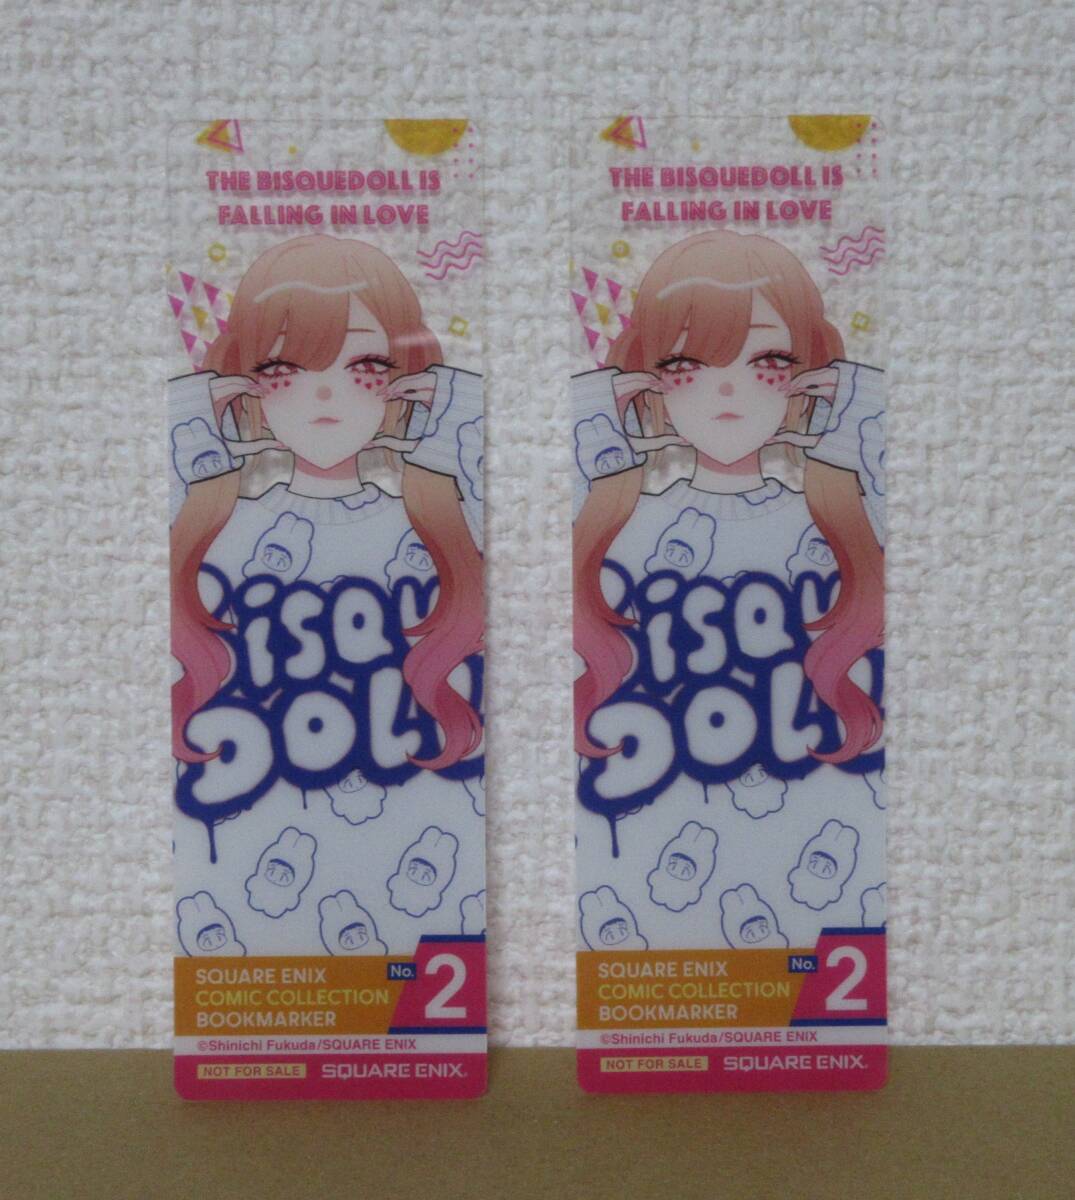 THE BISQUEDOLL IS
FALLING IN LOVE
BISQU
DOLL
SQUARE ENIX
COMIC COLLECTION
BOOKMARKER
No. 2
©Shinichi Fukuda/SQUARE ENIX
NOT FOR SALE SQUARE ENIX.
THE BISQUEDOLL IS
FALLING IN LOVE
BISQU
DOLL
SQUARE ENIX
COMIC COLLECTION
BOOKMARKER
No. 2
©Shinichi Fukuda/SQUARE ENIX
NOT FOR SALE SQUARE ENIX.